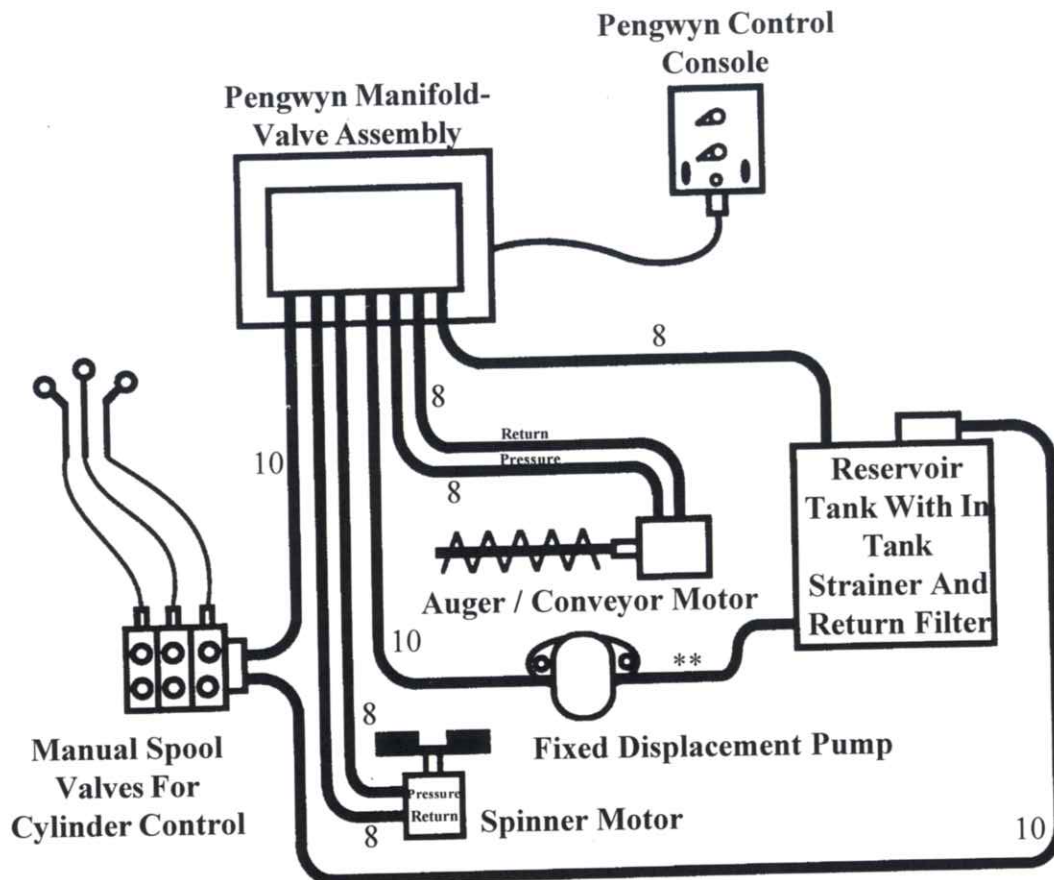 Pengwyn Control
Console
Pengwyn Manifold-
Valve Assembly
8
8
10
Return
Pressure
8
Reservoir
Tank With In
Tank
Strainer And
Return Filter
Auger / Conveyor Motor
10
**
8
Fixed Displacement Pump
Manual Spool
Valves For
Cylinder Control
Pressure
Return
Spinner Motor
8
10